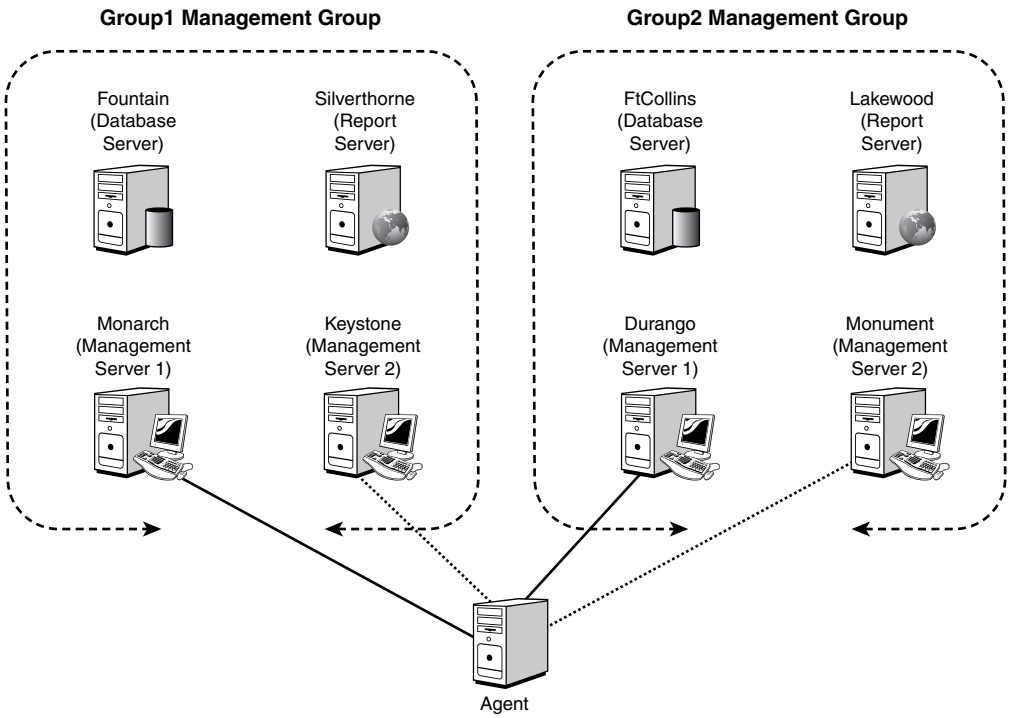 Group1 Management Group
Group2 Management Group
Fountain
(Database
Server)
Silverthorne
(Report
Server)
FtCollins
(Database
Server)
Lakewood
(Report
Server)
Monarch
(Management
Server 1)
Keystone
(Management
Server 2)
Durango
(Management
Server 1)
Monument
(Management
Server 2)
Agent